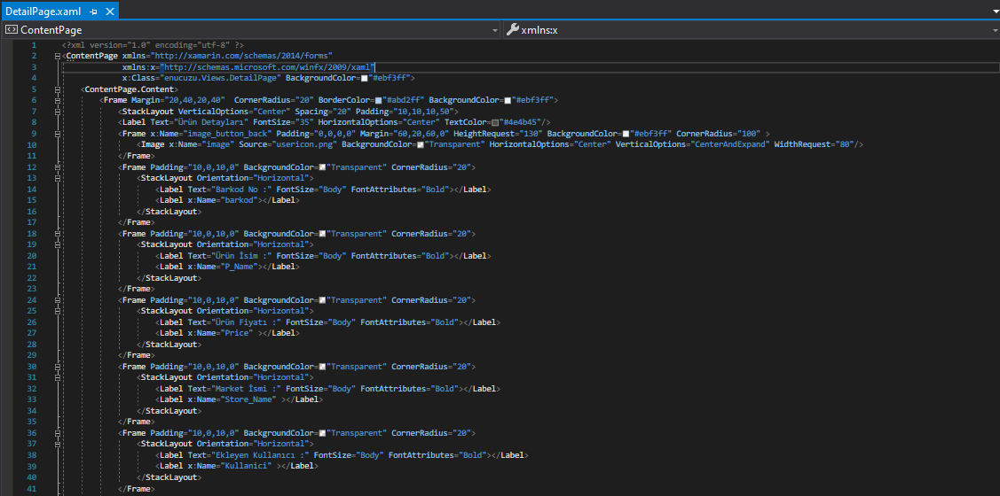 DetailPage.xaml
ContentPage xmlns:x
1 <?xml version="1.0" encoding="utf-8" ?>
2 <ContentPage xmlns="http://xamarin.com/schemas/2014/forms"
3 xmlns:x="http://schemas.microsoft.com/winfx/2009/xaml"
4 x:Class="enucuzu.Views.DetailPage" BackgroundColor="#ebf3ff">
5 <ContentPage.Content>
6 <Frame Margin="20,40,20,40" CornerRadius="20" BorderColor="#abd2ff" BackgroundColor="#ebf3ff">
7 <StackLayout VerticalOptions="Center" Spacing="20" Padding="10,10,10,50">
8 <Label Text="Ürün Detayları" FontSize="35" HorizontalOptions="Center" TextColor="#4e4b45"/>
9 <Frame x:Name="image_button_back" Padding="0,0,0,0" Margin="60,20,60,0" HeightRequest="130" BackgroundColor="#ebf3ff" CornerRadius="100" >
10 <Image x:Name="image" Source="usericon.png" BackgroundColor="Transparent" HorizontalOptions="Center" VerticalOptions="CenterAndExpand" WidthRequest="80"/>
11 </Frame>
12 <Frame Padding="10,0,10,0" BackgroundColor="Transparent" CornerRadius="20">
13 <StackLayout Orientation="Horizontal">
14 <Label Text="Barkod No :" FontSize="Body" FontAttributes="Bold"></Label>
15 <Label x:Name="barkod"></Label>
16 </StackLayout>
17 </Frame>
18 <Frame Padding="10,0,10,0" BackgroundColor="Transparent" CornerRadius="20">
19 <StackLayout Orientation="Horizontal">
20 <Label Text="Ürün İsim :" FontSize="Body" FontAttributes="Bold"></Label>
21 <Label x:Name="P_Name"></Label>
22 </StackLayout>
23 </Frame>
24 <Frame Padding="10,0,10,0" BackgroundColor="Transparent" CornerRadius="20">
25 <StackLayout Orientation="Horizontal">
26 <Label Text="Ürün Fiyatı :" FontSize="Body" FontAttributes="Bold"></Label>
27 <Label x:Name="Price" ></Label>
28 </StackLayout>
29 </Frame>
30 <Frame Padding="10,0,10,0" BackgroundColor="Transparent" CornerRadius="20">
31 <StackLayout Orientation="Horizontal">
32 <Label Text="Market İsmi :" FontSize="Body" FontAttributes="Bold"></Label>
33 <Label x:Name="Store_Name" ></Label>
34 </StackLayout>
35 </Frame>
36 <Frame Padding="10,0,10,0" BackgroundColor="Transparent" CornerRadius="20">
37 <StackLayout Orientation="Horizontal">
38 <Label Text="Ekleyen Kullanıcı :" FontSize="Body" FontAttributes="Bold"></Label>
39 <Label x:Name="Kullanici" ></Label>
40 </StackLayout>
41 </Frame>